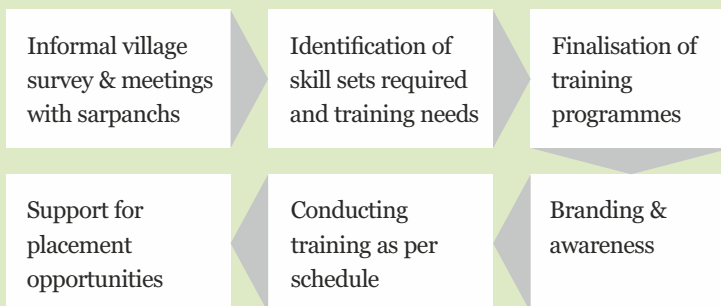 Informal village
survey & meetings
with sarpanchs
Identification of
skill sets required
and training needs
Finalisation of
training
programmes
Branding &
awareness
Conducting
training as per
schedule
Support for
placement
opportunities